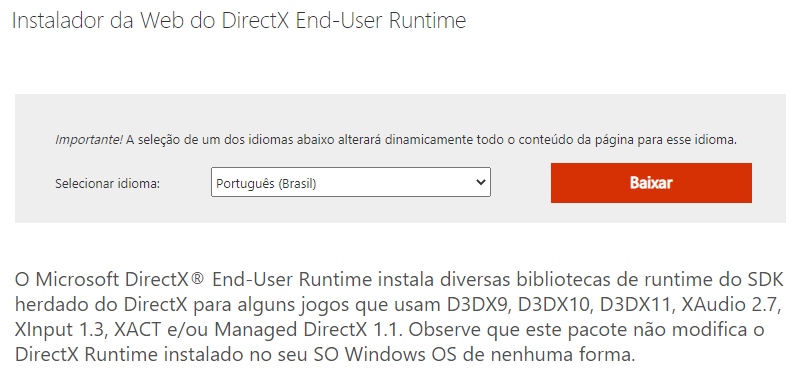 Instalador da Web do DirectX End-User Runtime
Importante! A seleção de um dos idiomas abaixo alterará dinamicamente todo o conteúdo da página para esse idioma.
Selecionar idioma:
Português (Brasil)
Baixar
O Microsoft DirectX® End-User Runtime instala diversas bibliotecas de runtime do SDK
herdado do DirectX para alguns jogos que usam D3DX9, D3DX10, D3DX11, XAudio 2.7,
XInput 1.3, XACT e/ou Managed DirectX 1.1. Observe que este pacote não modifica o
DirectX Runtime instalado no seu SO Windows OS de nenhuma forma.